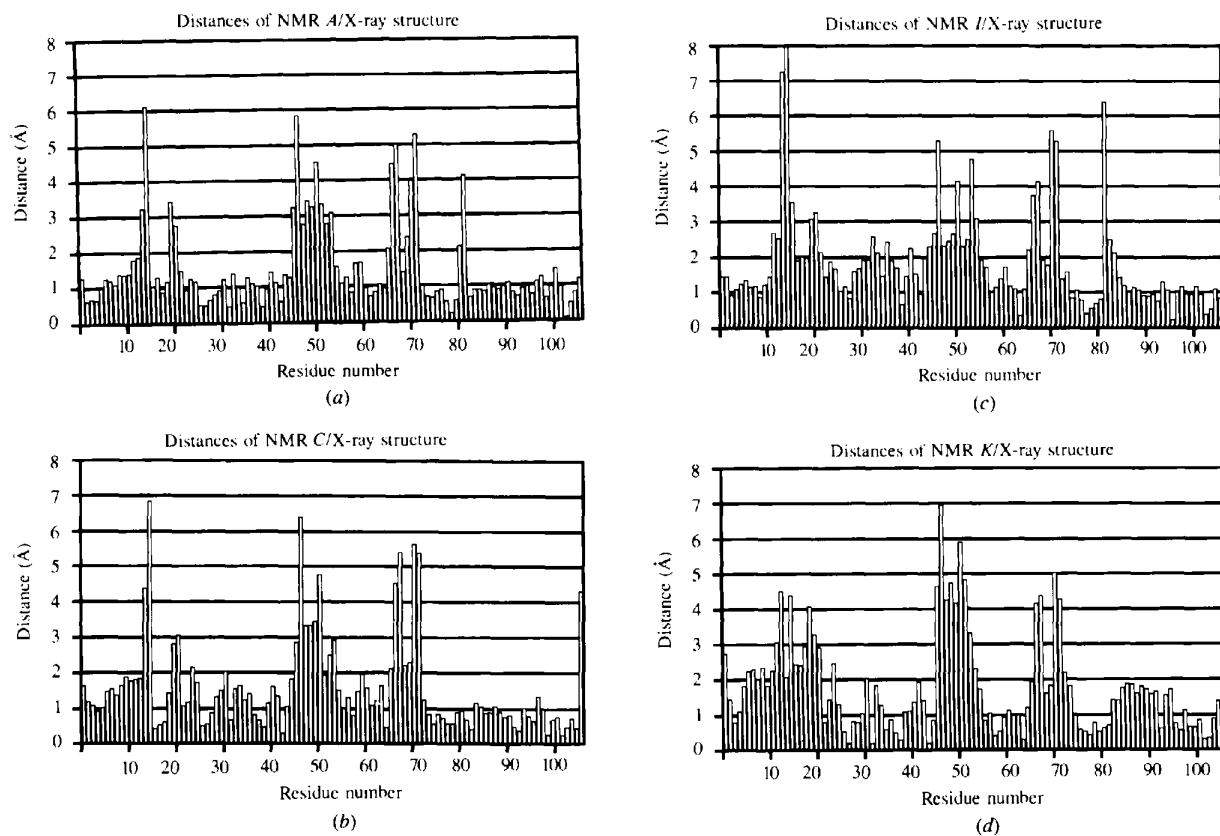 Distances of NMR A/X-ray structure
8
7
6
5
4
3
2
1
0
Distance (Å)
10 20 30 40 50 60 70 80 90 100
Residue number
(a)
Distances of NMR C/X-ray structure
8
7
6
5
4
3
2
1
0
Distance (Å)
10 20 30 40 50 60 70 80 90 100
Residue number
(b)
Distances of NMR I/X-ray structure
8
7
6
5
4
3
2
1
0
Distance (Å)
10 20 30 40 50 60 70 80 90 100
Residue number
(c)
Distances of NMR K/X-ray structure
8
7
6
5
4
3
2
1
0
Distance (Å)
10 20 30 40 50 60 70 80 90 100
Residue number
(d)